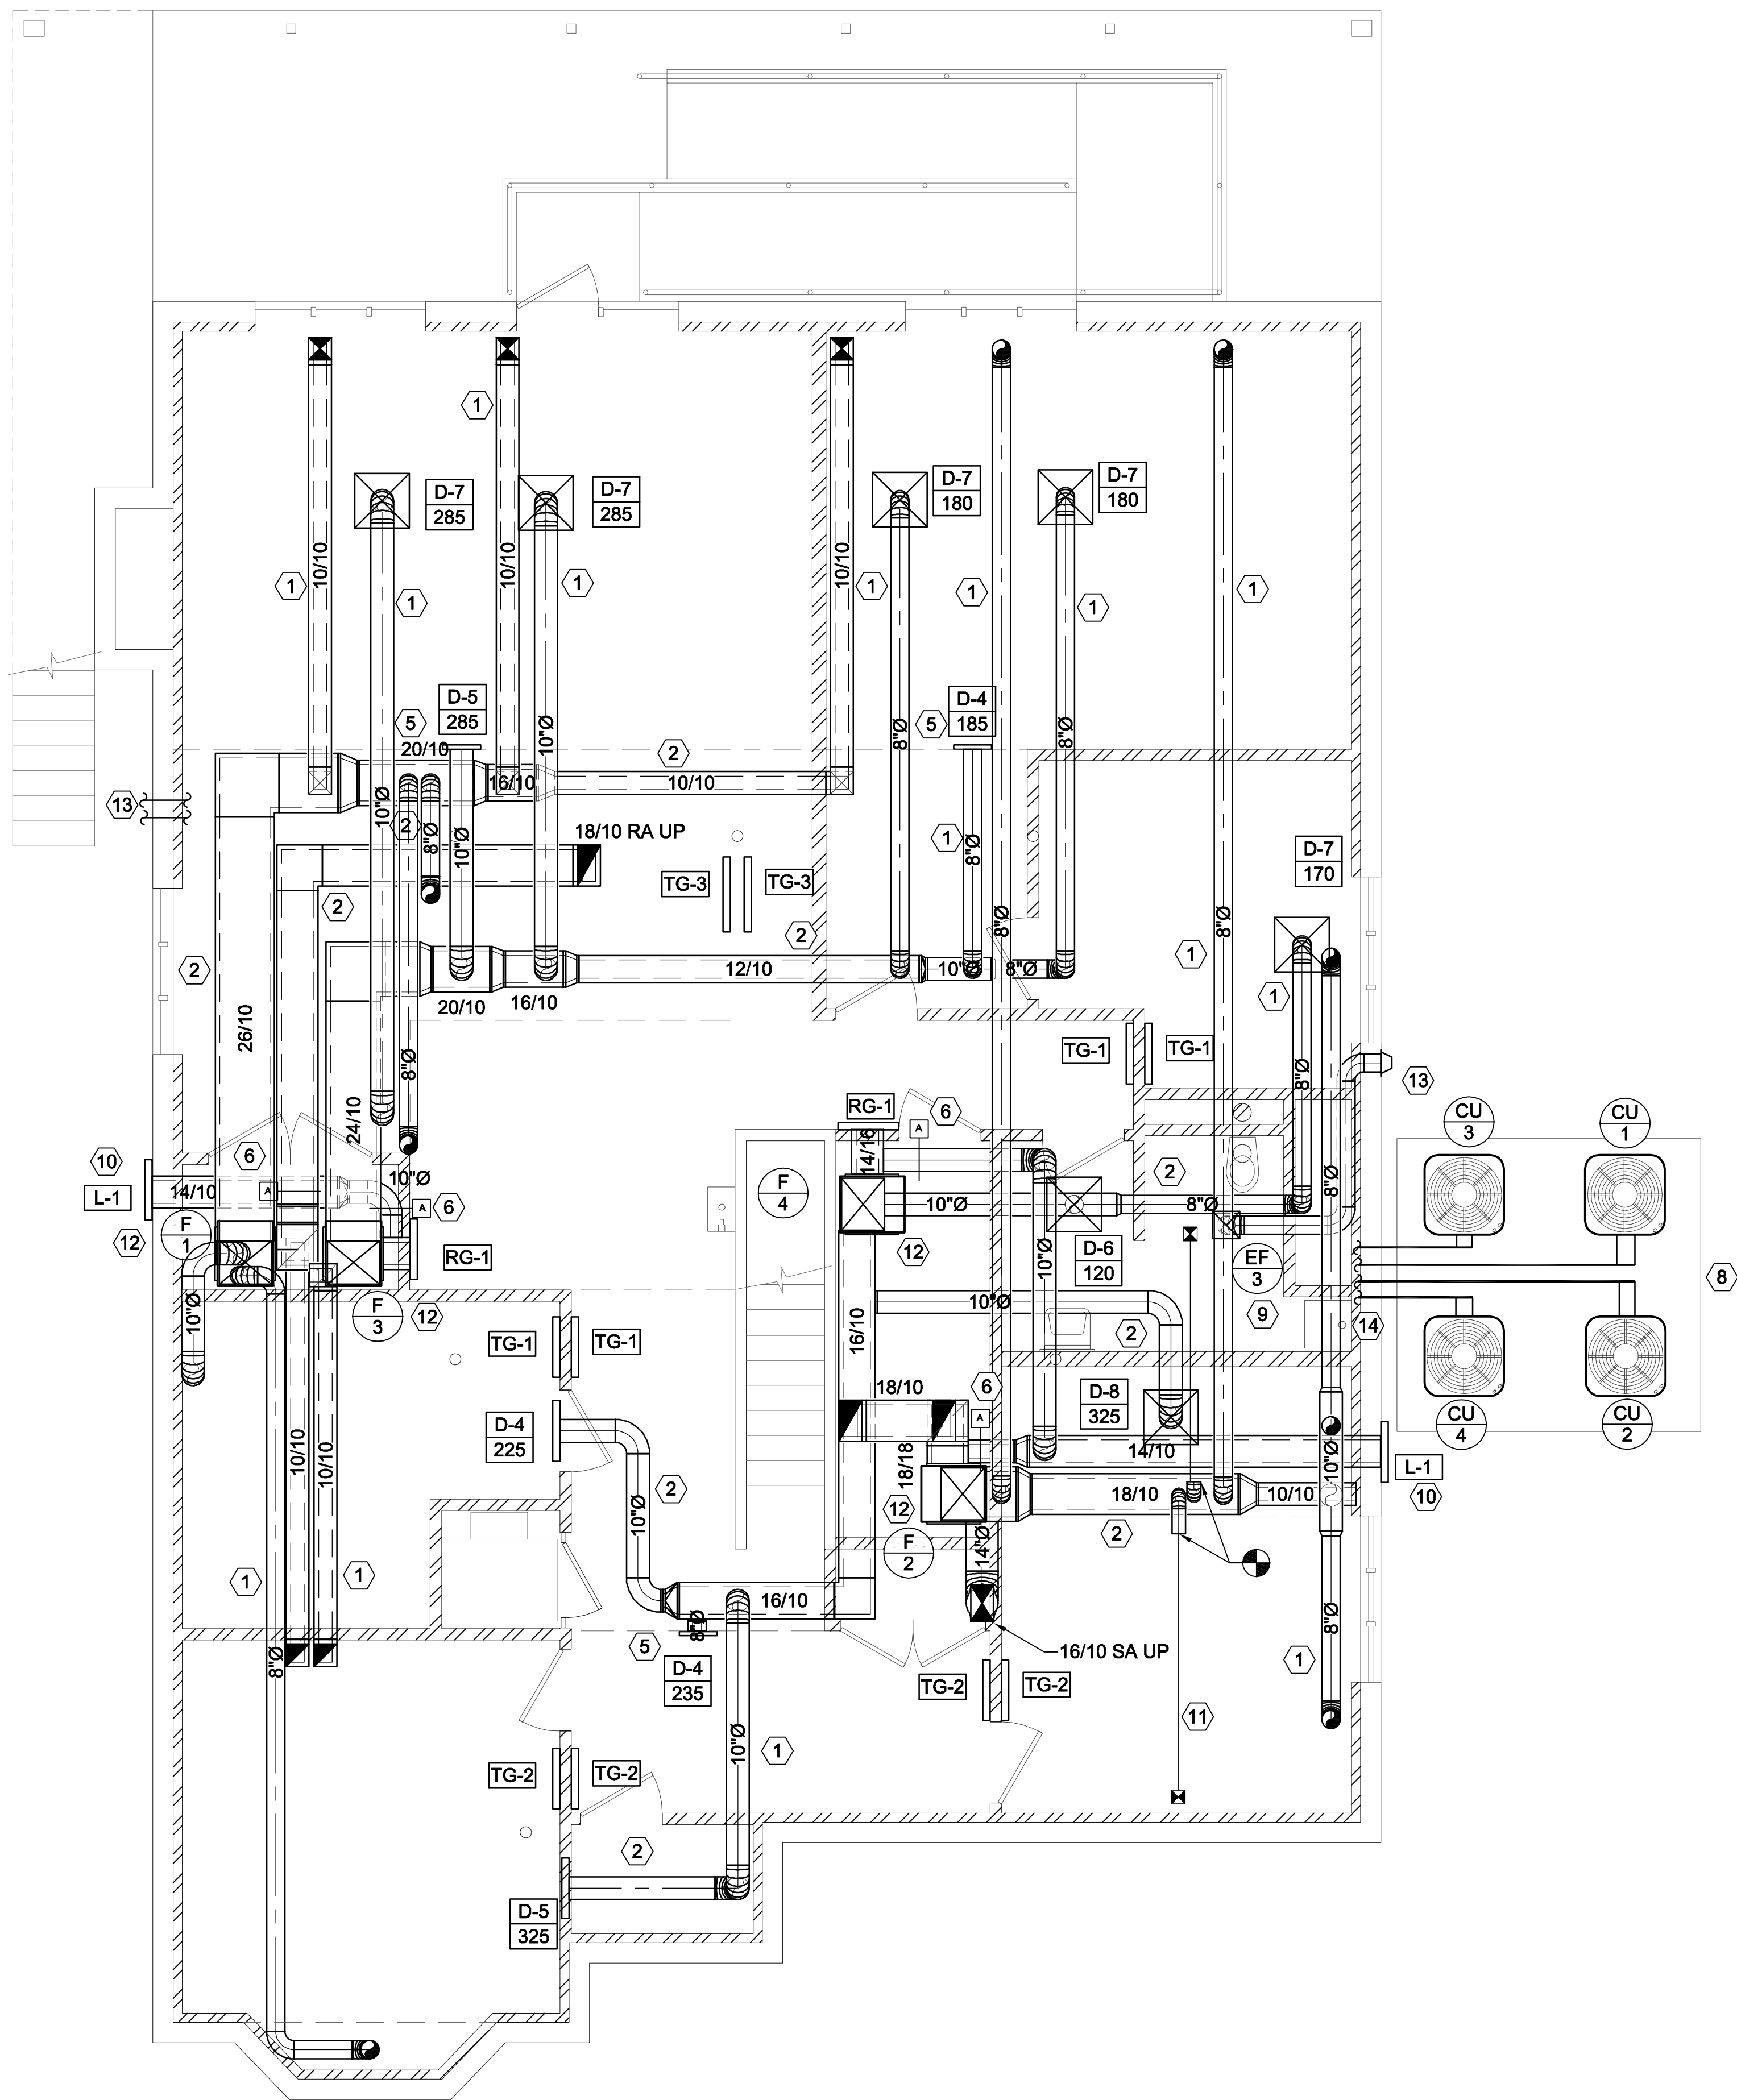 1
D-7
285
D-7
285
D-7
180
D-7
180
10/10
10/10
10/10
1
1
1
1
1
1
1
D-5
285
D-4
185
5
5
20/10
10"Ø
8"Ø
8"Ø
2
16/10
10/10
10"Ø
13
2
8"Ø
10"Ø
18/10 RA UP
1
8"Ø
D-7
170
TG-3
TG-3
2
2
8"Ø
8"Ø
2
1
12/10
10"Ø
8"Ø
1
20/10
16/10
26/10
TG-1
TG-1
8"Ø
8"Ø
13
24/10
RG-1
6
CU
3
CU
1
14/16
10
6
10"Ø
L-1
14/10
A
A
6
A
F
4
2
8"Ø
10"Ø
8"Ø
F
1
12
RG-1
12
D-6
120
10"Ø
EF
3
8
10"Ø
F
3
12
10"Ø
9
14
TG-1
TG-1
16/10
2
CU
4
CU
2
18/10
6
D-8
325
A
D-4
225
10/10
10/10
14/10
10"Ø
L-1
10
18/18
2
10"Ø
12
18/10
10/10
2
14"Ø
F
2
1
1
16/10
8"Ø
8"Ø
5
16/10 SA UP
8"Ø
1
D-4
235
TG-2
TG-2
11
10"Ø
1
TG-2
TG-2
2
D-5
325